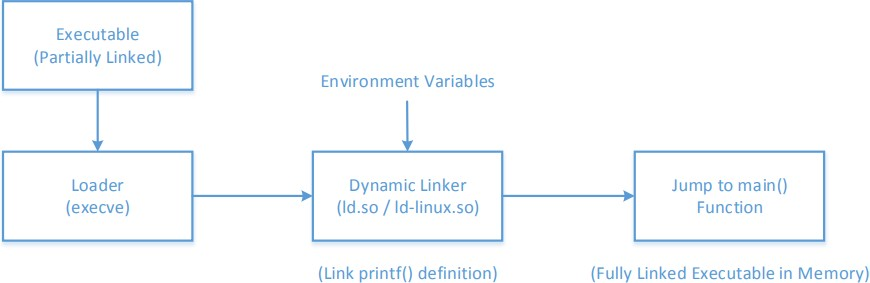 Executable
(Partially Linked)
Environment Variables
Loader
(execve)
Dynamic Linker
(ld.so / ld-linux.so)
Jump to main()
Function
(Link printf() definition)
(Fully Linked Executable in Memory)